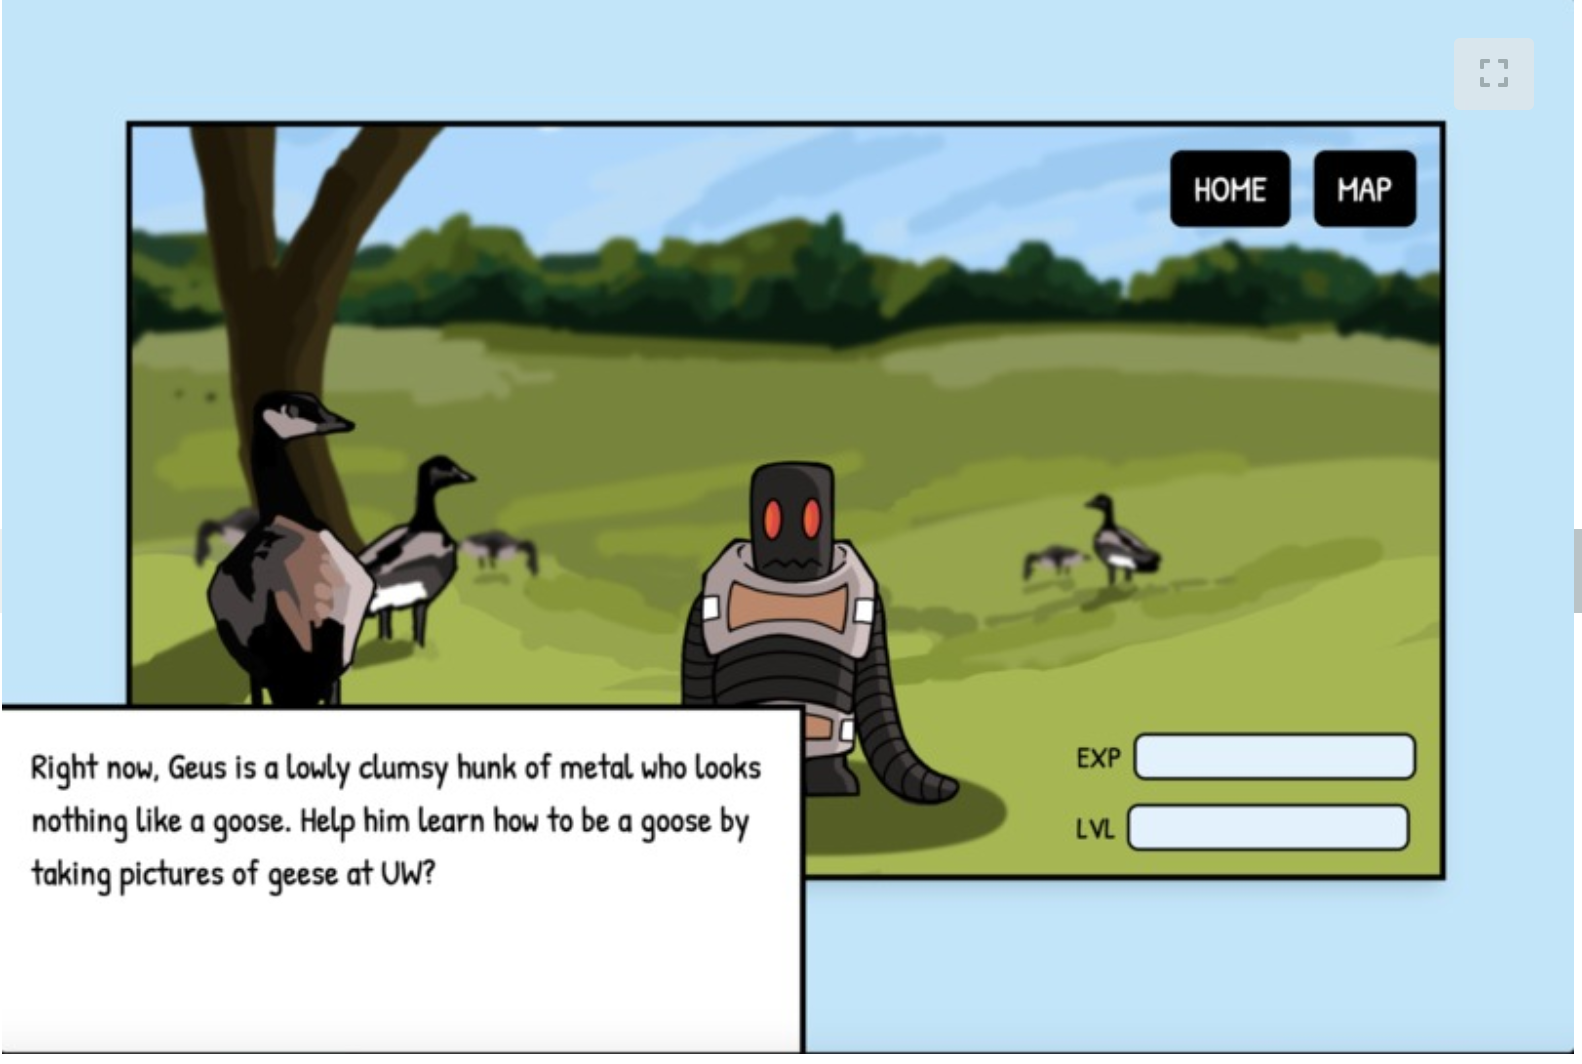 HOME
MAP
EXP
LVL
Right now, Geus is a lowly clumsy hunk of metal who looks
nothing like a goose. Help him learn how to be a goose by
taking pictures of geese at UW?